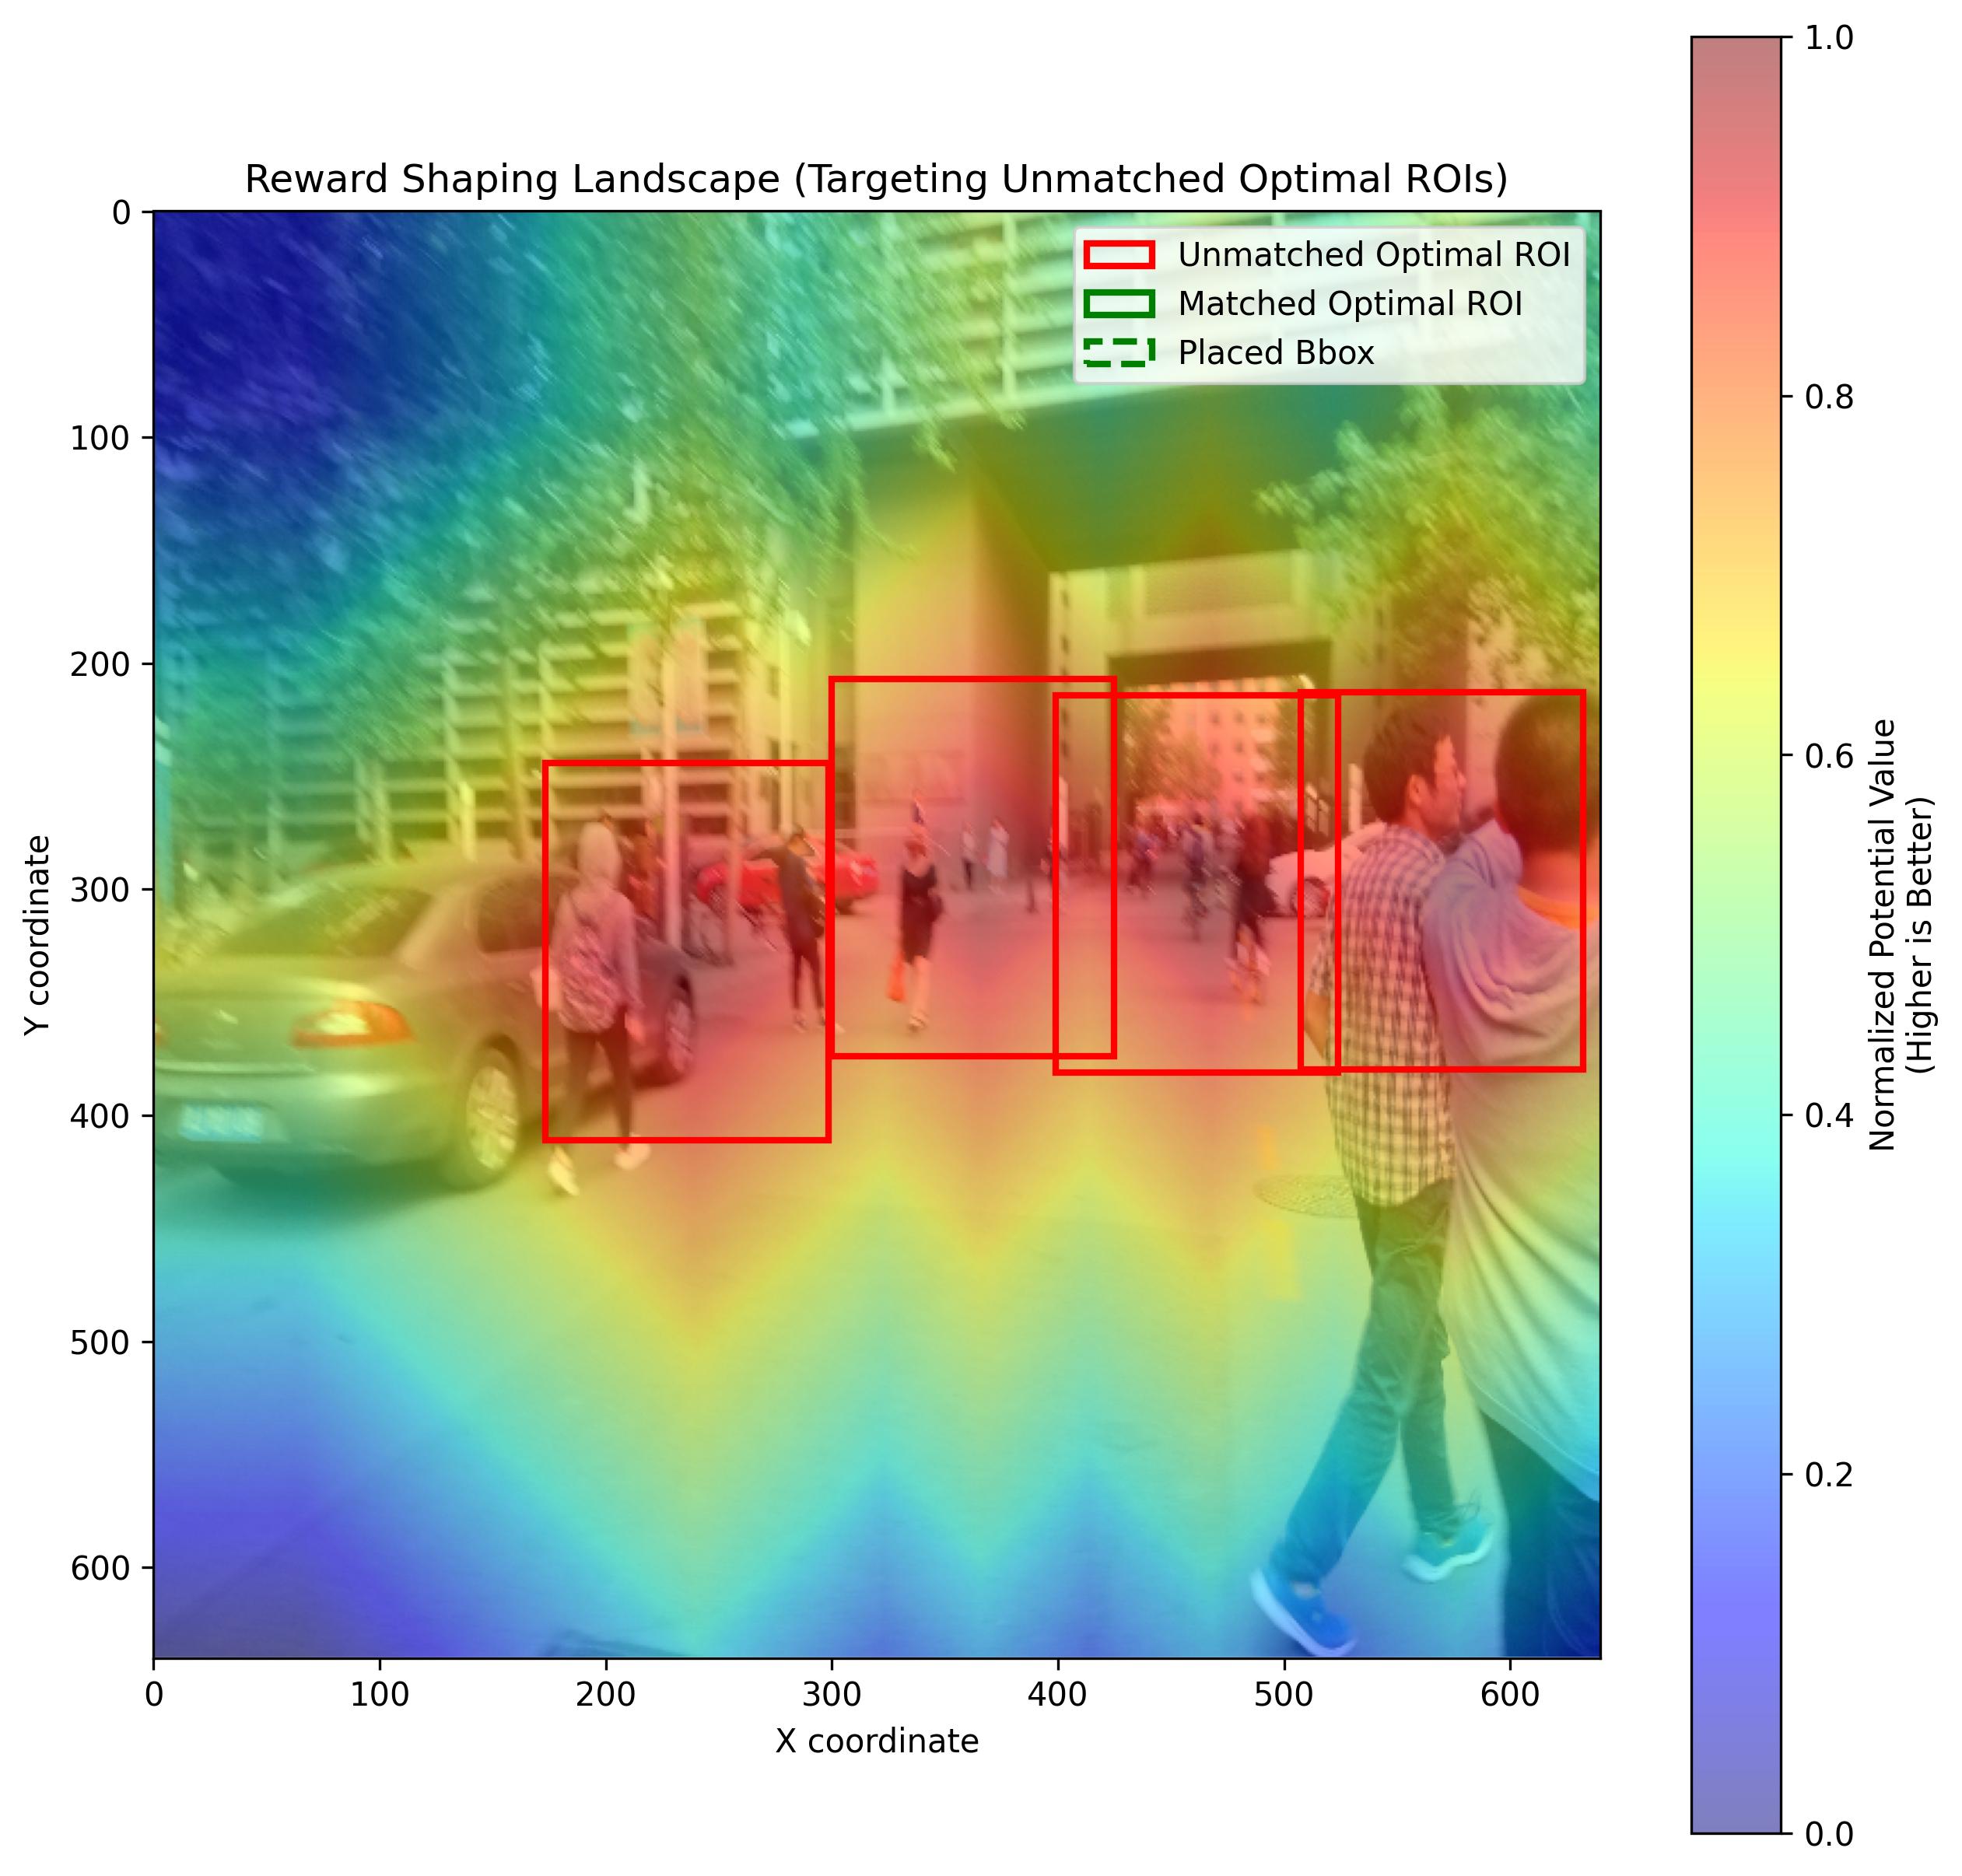 Reward Shaping Landscape (Targeting Unmatched Optimal ROIs)
Unmatched Optimal ROI
Matched Optimal ROI
Placed Bbox
0
100
200
300
400
500
600
Y coordinate
0 100 200 300 400 500 600
X coordinate
1.0
0.8
0.6
0.4
0.2
0.0
Normalized Potential Value
(Higher is Better)